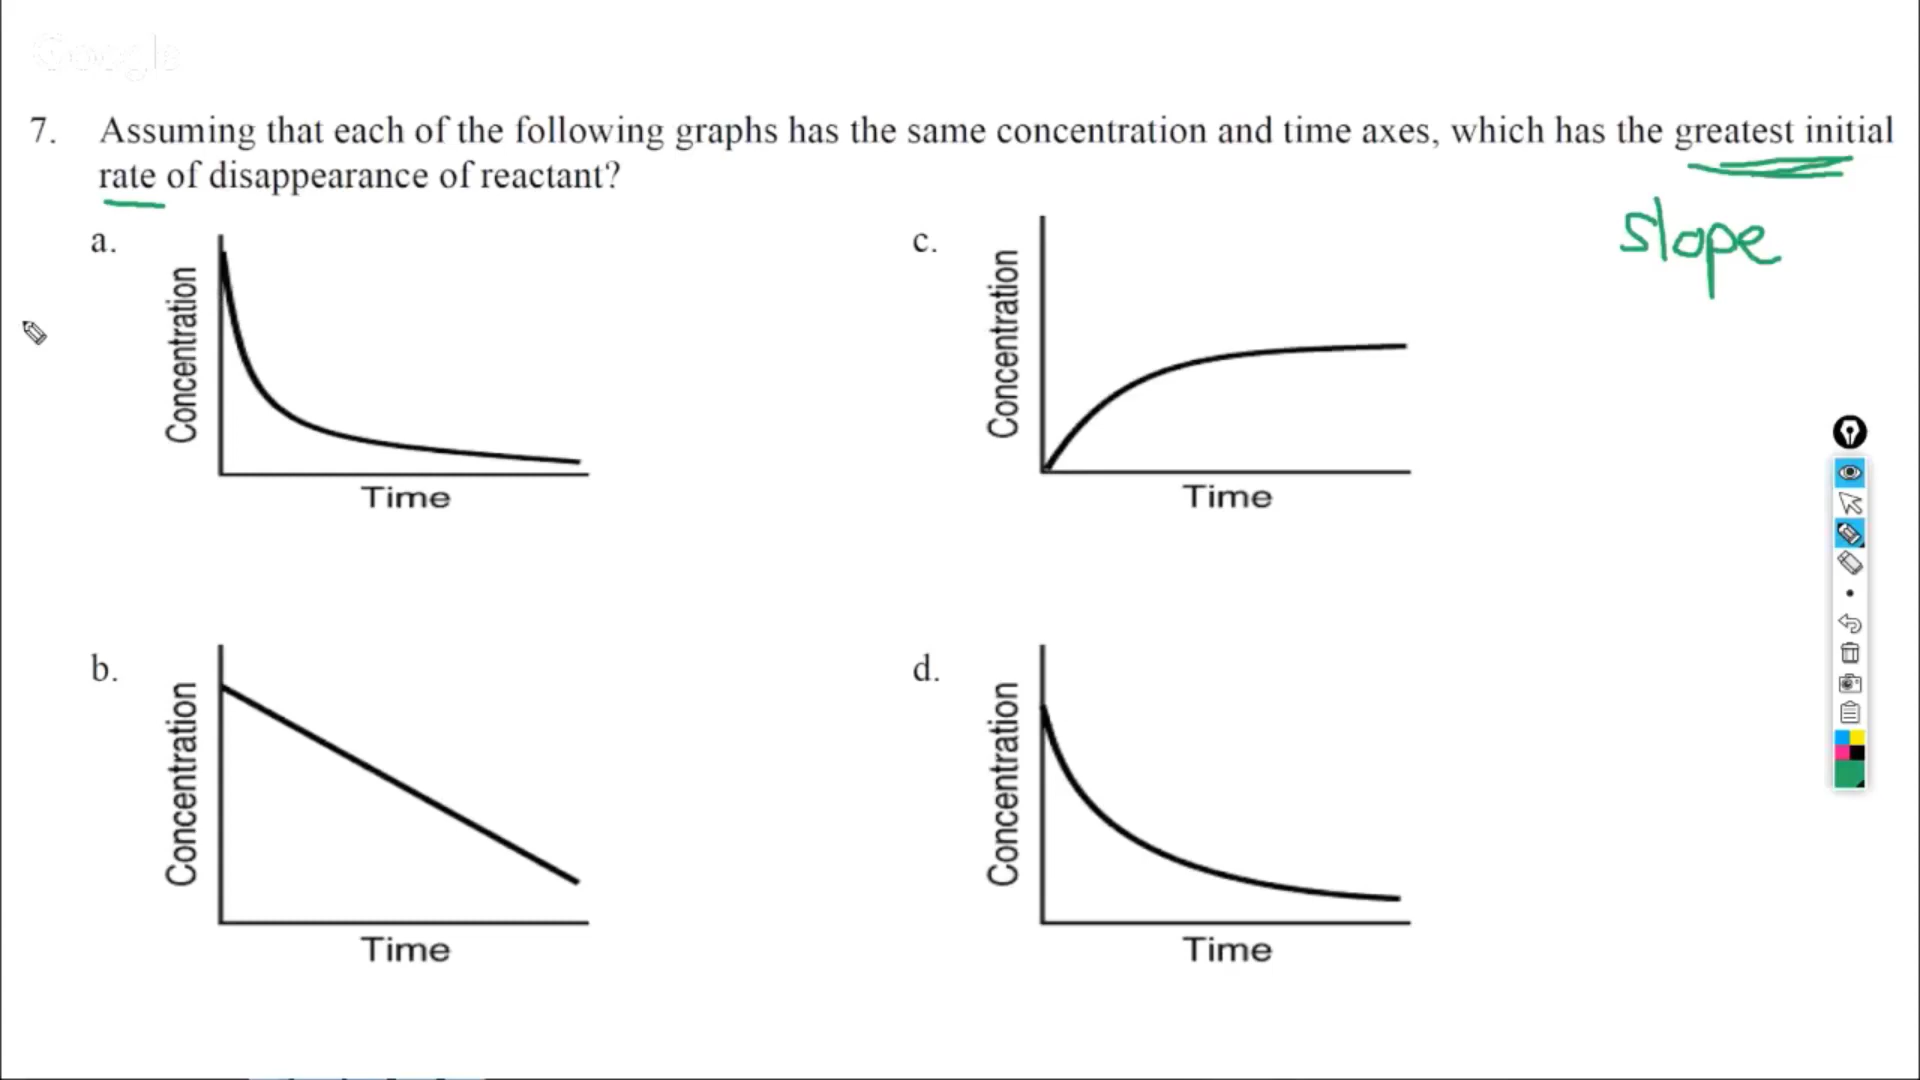 Google
7. Assuming that each of the following graphs has the same concentration and time axes, which has the greatest initial
rate of disappearance of reactant?
slope
a.
Concentration
Time
c.
Concentration
Time
b.
Concentration
Time
d.
Concentration
Time